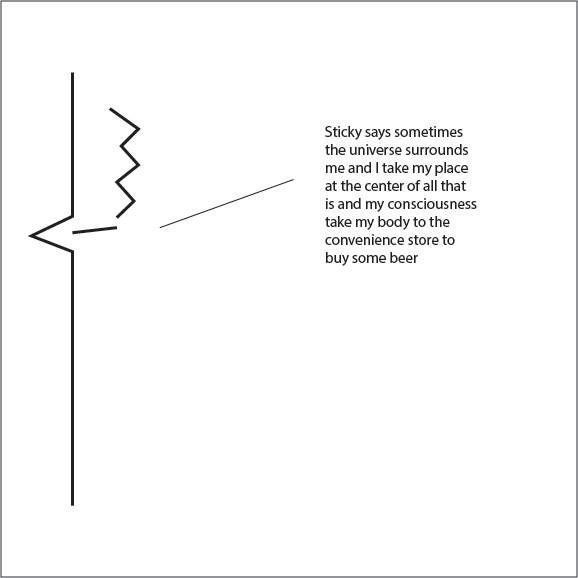 Sticky says sometimes
the universe surrounds
me and I take my place
at the center of all that
is and my consciousness
take my body to the
convenience store to
buy some beer